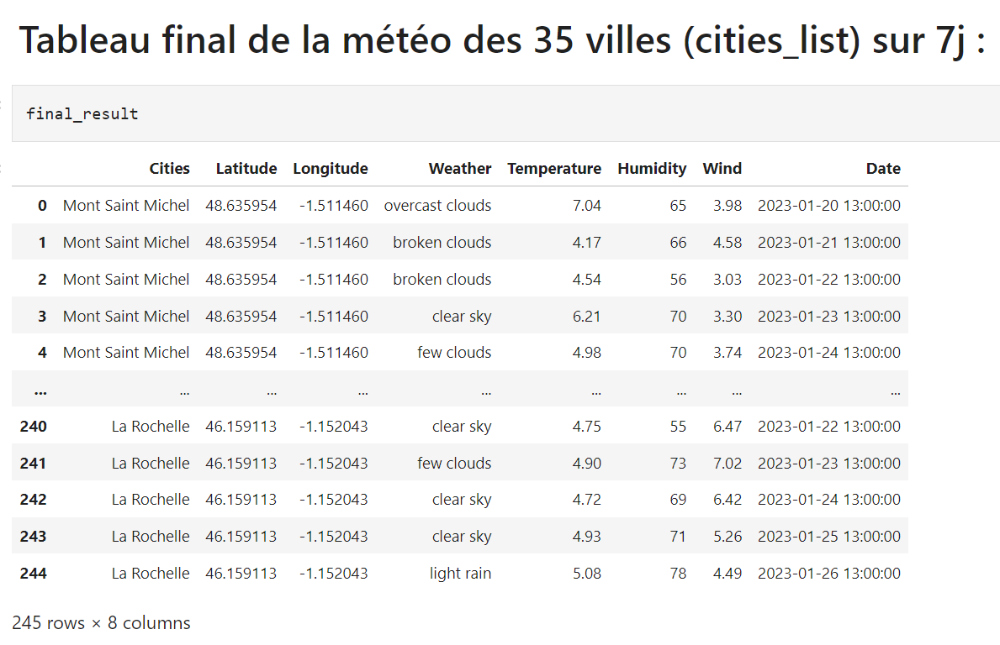 Tableau final de la météo des 35 villes (cities_list) sur 7j :
final_result
Cities Latitude Longitude Weather Temperature Humidity Wind Date
0 Mont Saint Michel 48.635954 -1.511460 overcast clouds 7.04 65 3.98 2023-01-20 13:00:00
1 Mont Saint Michel 48.635954 -1.511460 broken clouds 4.17 66 4.58 2023-01-21 13:00:00
2 Mont Saint Michel 48.635954 -1.511460 broken clouds 4.54 56 3.03 2023-01-22 13:00:00
3 Mont Saint Michel 48.635954 -1.511460 clear sky 6.21 70 3.30 2023-01-23 13:00:00
4 Mont Saint Michel 48.635954 -1.511460 few clouds 4.98 70 3.74 2023-01-24 13:00:00
... ... ... ... ... ... ... ... ...
240 La Rochelle 46.159113 -1.152043 clear sky 4.75 55 6.47 2023-01-22 13:00:00
241 La Rochelle 46.159113 -1.152043 few clouds 4.90 73 7.02 2023-01-23 13:00:00
242 La Rochelle 46.159113 -1.152043 clear sky 4.72 69 6.42 2023-01-24 13:00:00
243 La Rochelle 46.159113 -1.152043 clear sky 4.93 71 5.26 2023-01-25 13:00:00
244 La Rochelle 46.159113 -1.152043 light rain 5.08 78 4.49 2023-01-26 13:00:00
245 rows × 8 columns